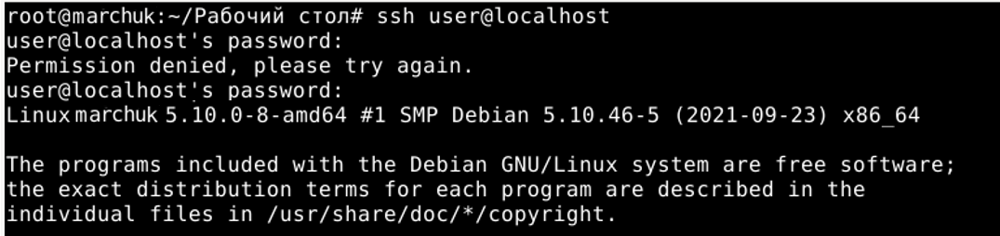 root@marchuk:~/Рабочий стол# ssh user@localhost
user@localhost's password:
Permission denied, please try again.
user@localhost's password:
Linux marchuk 5.10.0-8-amd64 #1 SMP Debian 5.10.46-5 (2021-09-23) x86_64

The programs included with the Debian GNU/Linux system are free software;
the exact distribution terms for each program are described in the
individual files in /usr/share/doc/*/copyright.